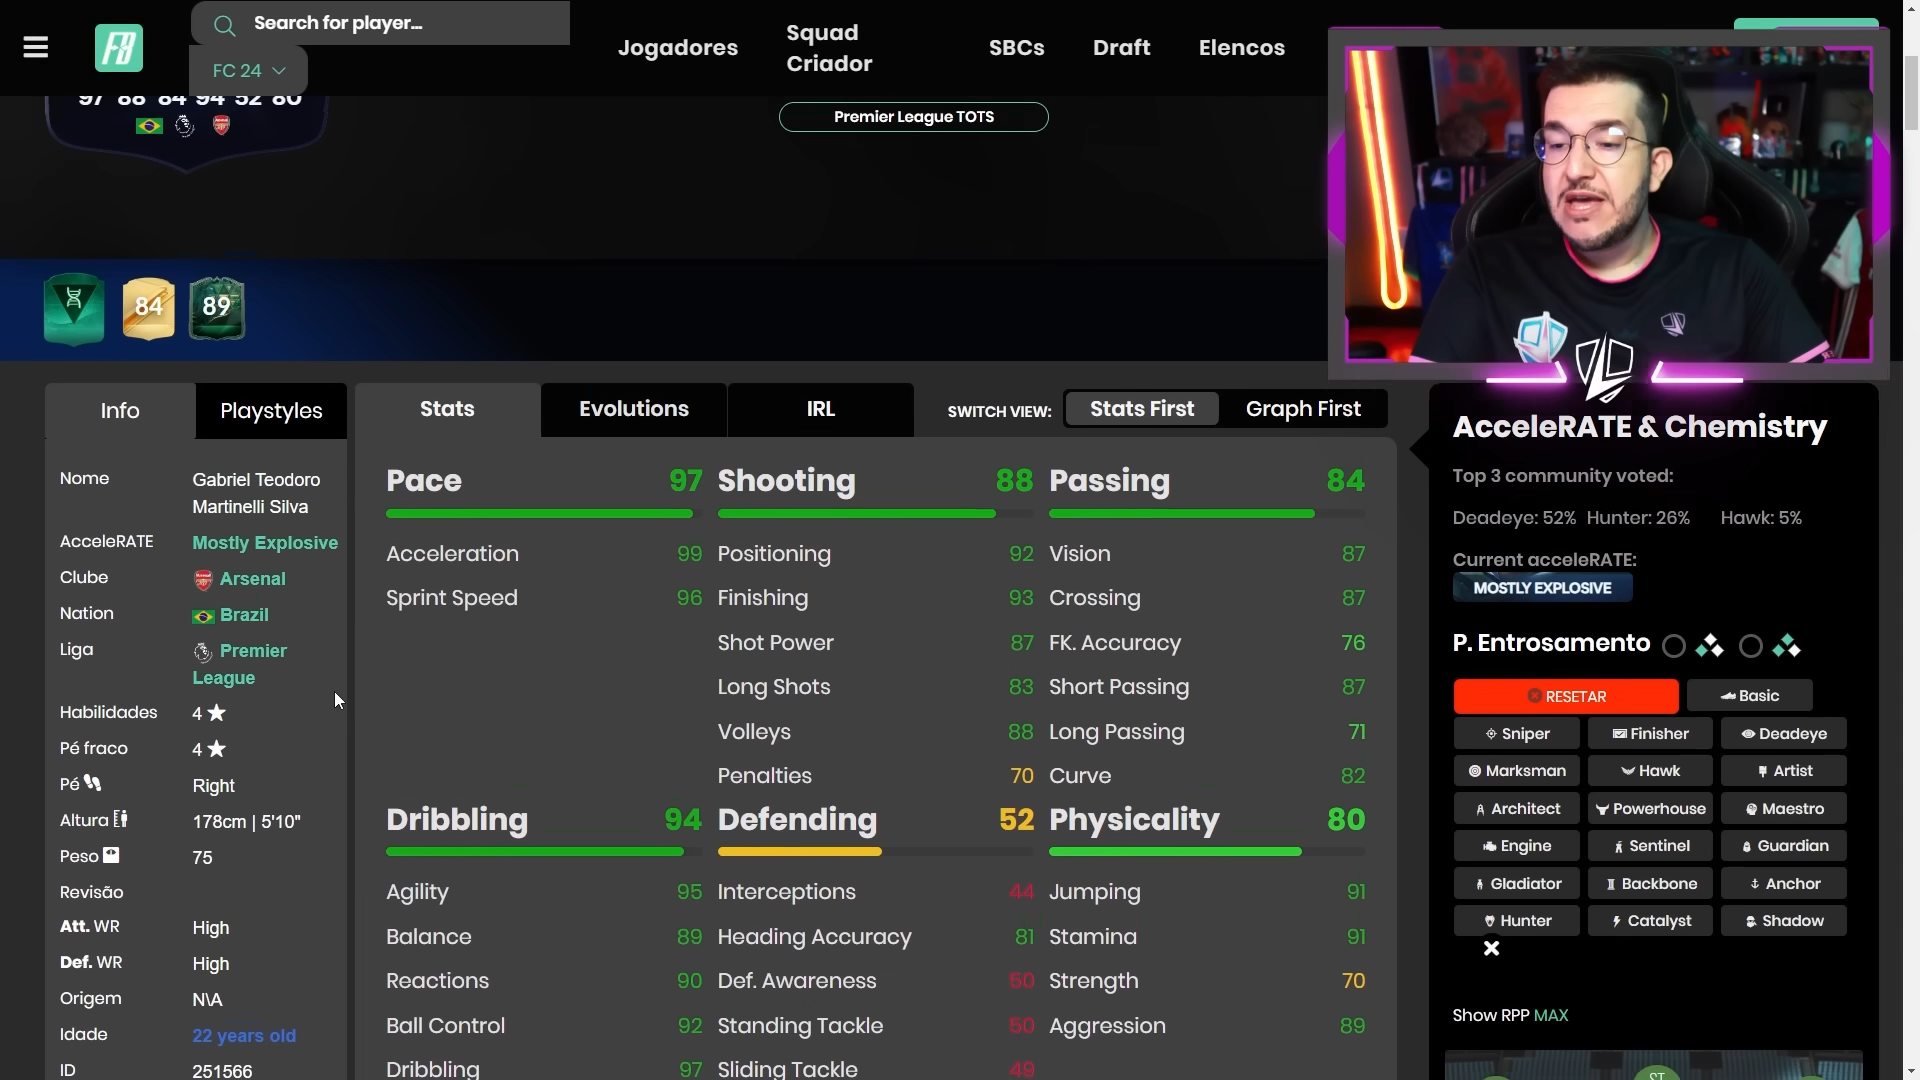 Search for player...
FC 24
Jogadores
Squad
Criador
SBCs
Draft
Elencos
97 88 84 94 52 80
Premier League TOTS
84
89
Info
Playstyles
Stats
Evolutions
IRL
SWITCH VIEW:
Stats First
Graph First
Nome Gabriel Teodoro
Martinelli Silva
AcceleRATE Mostly Explosive
Clube Arsenal
Nation Brazil
Liga Premier
League
Habilidades 4
Pé fraco 4
Pé Right
Altura 178cm | 5'10"
Peso 75
Revisão
Att. WR High
Def. WR High
Origem N\A
Idade 22 years old
ID 251566
Pace 97
Acceleration 99
Sprint Speed 96
Shooting 88
Positioning 92
Finishing 93
Shot Power 87
Long Shots 83
Volleys 88
Penalties 70
Passing 84
Vision 87
Crossing 87
FK. Accuracy 76
Short Passing 87
Long Passing 71
Curve 82
Dribbling 94
Agility 95
Balance 89
Reactions 90
Ball Control 92
Dribbling 97
Defending 52
Interceptions 44
Heading Accuracy 81
Def. Awareness 50
Standing Tackle 50
Sliding Tackle 49
Physicality 80
Jumping 91
Stamina 91
Strength 70
Aggression 89
AcceleRATE & Chemistry
Top 3 community voted:
Deadeye: 52% Hunter: 26% Hawk: 5%
Current acceleRATE:
MOSTLY EXPLOSIVE
P. Entrosamento
RESETAR Basic
Sniper Finisher Deadeye
Marksman Hawk Artist
Architect Powerhouse Maestro
Engine Sentinel Guardian
Gladiator Backbone Anchor
Hunter Catalyst Shadow
Show RPP MAX
ST